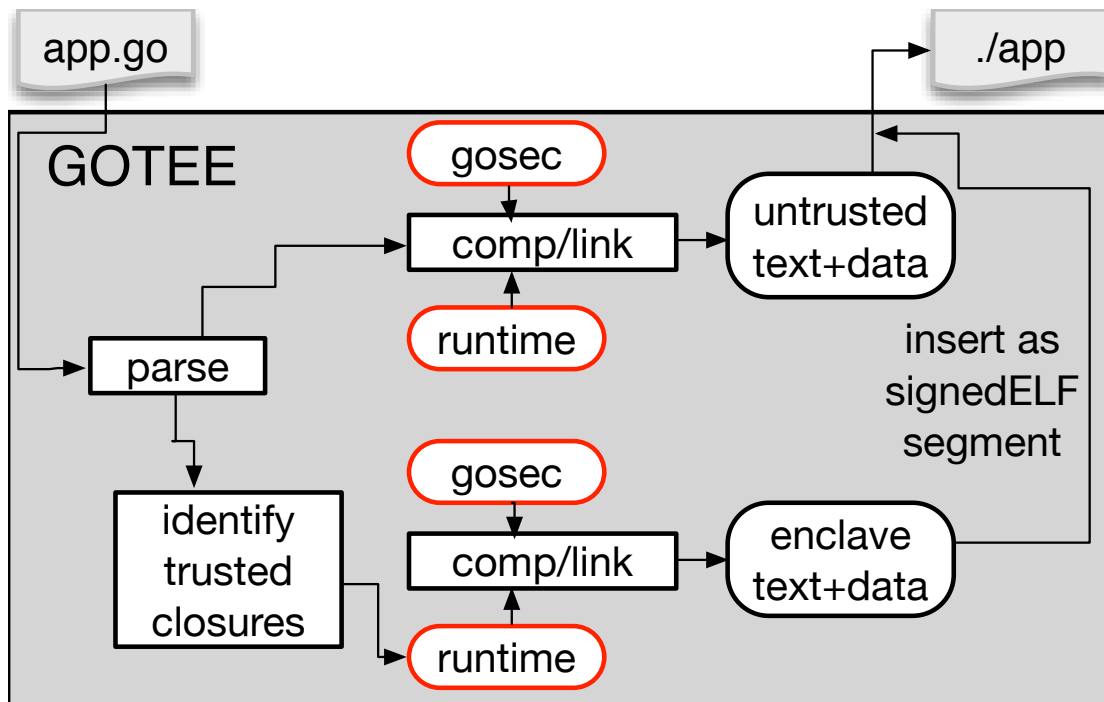 app.go
./app
GOTEE
gosec
comp/link
runtime
untrusted
text+data
parse
insert as
signedELF
segment
identify
trusted
closures
gosec
comp/link
runtime
enclave
text+data